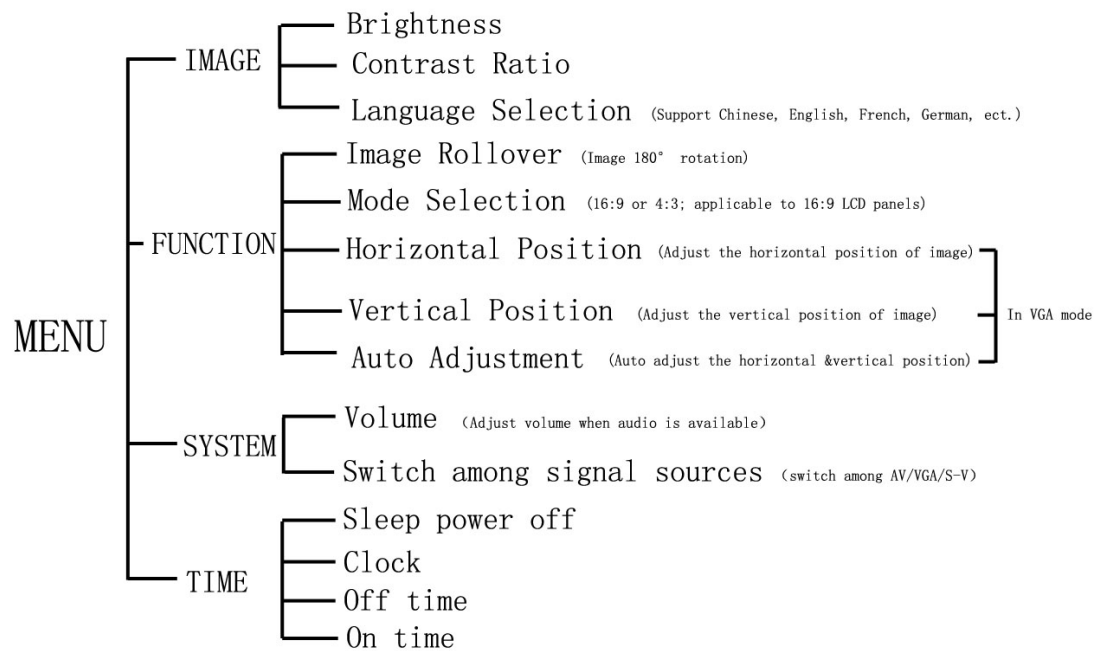 MENU
IMAGE
Brightness
Contrast Ratio
Language Selection (Support Chinese, English, French, German, ect.)
FUNCTION
Image Rollover (Image 180° rotation)
Mode Selection (16:9 or 4:3; applicable to 16:9 LCD panels)
Horizontal Position (Adjust the horizontal position of image)
Vertical Position (Adjust the vertical position of image)
Auto Adjustment (Auto adjust the horizontal &vertical position)
In VGA mode
SYSTEM
Volume (Adjust volume when audio is available)
Switch among signal sources (switch among AV/VGA/S-V)
TIME
Sleep power off
Clock
Off time
On time